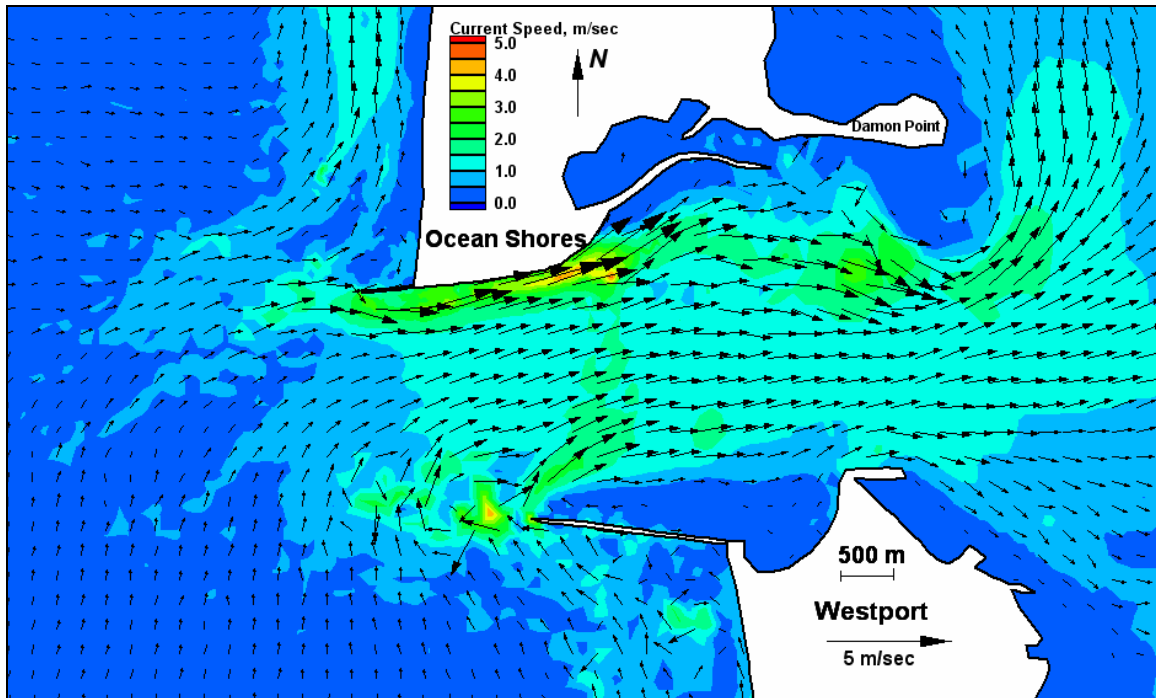 Current Speed, m/sec
5.0
4.0
3.0
2.0
1.0
0.0
N
Damon Point
Ocean Shores
500 m
Westport
5 m/sec